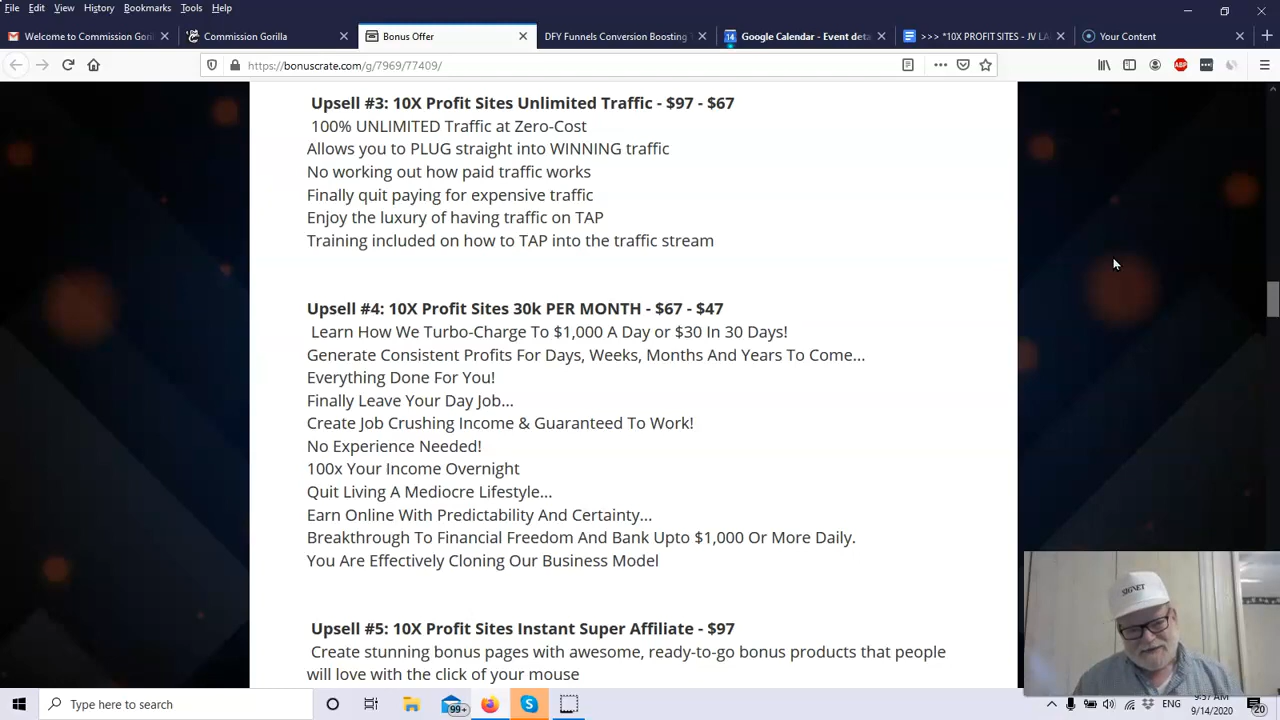 File Edit View History Bookmarks Tools Help
Welcome to Commission Goril
Commission Gorilla
Bonus Offer
DFY Funnels Conversion Boosting
Google Calendar - Event deta
>>> *10X PROFIT SITES - JV LA
Your Content
https://bonuscrate.com/g/7969/77409/
ABP
Upsell #3: 10X Profit Sites Unlimited Traffic - $97 - $67
100% UNLIMITED Traffic at Zero-Cost
Allows you to PLUG straight into WINNING traffic
No working out how paid traffic works
Finally quit paying for expensive traffic
Enjoy the luxury of having traffic on TAP
Training included on how to TAP into the traffic stream
Upsell #4: 10X Profit Sites 30k PER MONTH - $67 - $47
Learn How We Turbo-Charge To $1,000 A Day or $30 In 30 Days!
Generate Consistent Profits For Days, Weeks, Months And Years To Come...
Everything Done For You!
Finally Leave Your Day Job...
Create Job Crushing Income & Guaranteed To Work!
No Experience Needed!
100x Your Income Overnight
Quit Living A Mediocre Lifestyle...
Earn Online With Predictability And Certainty...
Breakthrough To Financial Freedom And Bank Upto $1,000 Or More Daily.
You Are Effectively Cloning Our Business Model
Upsell #5: 10X Profit Sites Instant Super Affiliate - $97
Create stunning bonus pages with awesome, ready-to-go bonus products that people
will love with the click of your mouse
SIGNET
Type here to search
99+
ENG
9:57 AM
9/14/2020
20